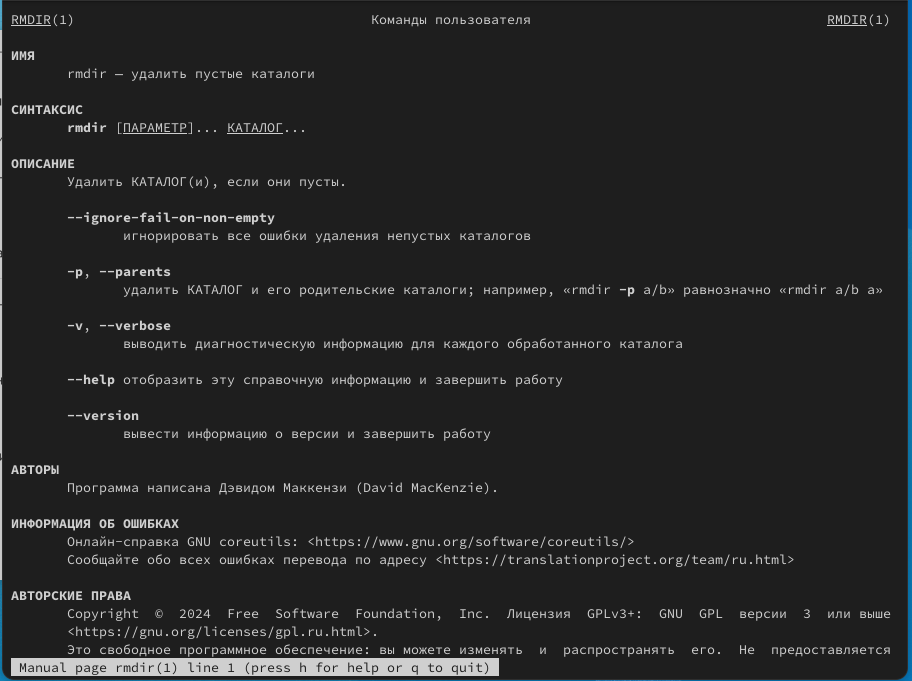 RMDIR(1) Команды пользователя RMDIR(1)
ИМЯ
rmdir — удалить пустые каталоги
СИНТАКСИС
rmdir [ПАРАМЕТР]... КАТАЛОГ...
ОПИСАНИЕ
Удалить КАТАЛОГ(и), если они пусты.
--ignore-fail-on-non-empty
игнорировать все ошибки удаления непустых каталогов
-p, --parents
удалить КАТАЛОГ и его родительские каталоги; например, «rmdir -p a/b» равнозначно «rmdir a/b a»
-v, --verbose
выводить диагностическую информацию для каждого обработанного каталога
--help отобразить эту справочную информацию и завершить работу
--version
вывести информацию о версии и завершить работу
АВТОРЫ
Программа написана Дэвидом Маккензи (David MacKenzie).
ИНФОРМАЦИЯ ОБ ОШИБКАХ
Онлайн-справка GNU coreutils: <https://www.gnu.org/software/coreutils/>
Сообщайте обо всех ошибках перевода по адресу <https://translationproject.org/team/ru.html>
АВТОРСКИЕ ПРАВА
Copyright © 2024 Free Software Foundation, Inc. Лицензия GPLv3+: GNU GPL версии 3 или выше
<https://gnu.org/licenses/gpl.ru.html>.
Это свободное программное обеспечение: вы можете изменять и распространять его. Не предоставляется
Manual page rmdir(1) line 1 (press h for help or q to quit)